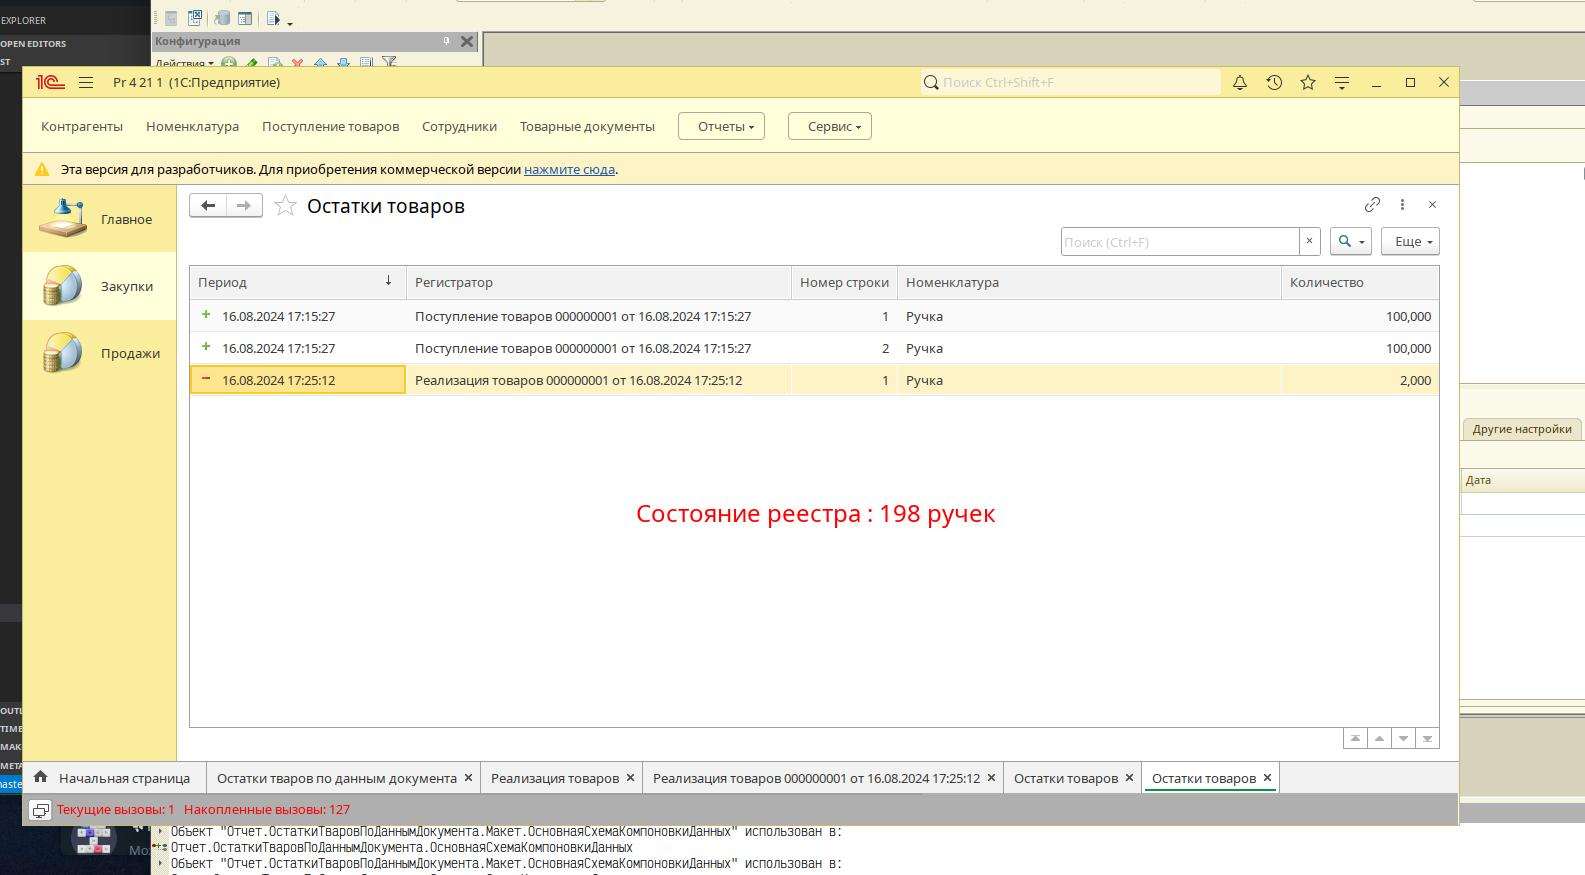 EXPLORER
OPEN EDITORS
Конфигурация
Действия
Pr 4 21 1 (1С:Предприятие)
Поиск Ctrl+Shift+F
Контрагенты Номенклатура Поступление товаров Сотрудники Товарные документы Отчеты Сервис
Эта версия для разработчиков. Для приобретения коммерческой версии нажмите сюда.
Главное
Закупки
Продажи
Остатки товаров
Поиск (Ctrl+F) × Еще
Период Регистратор Номер строки Номенклатура Количество
+ 16.08.2024 17:15:27 Поступление товаров 000000001 от 16.08.2024 17:15:27 1 Ручка 100,000
+ 16.08.2024 17:15:27 Поступление товаров 000000001 от 16.08.2024 17:15:27 2 Ручка 100,000
− 16.08.2024 17:25:12 Реализация товаров 000000001 от 16.08.2024 17:25:12 1 Ручка 2,000
Состояние реестра : 198 ручек
Другие настройки
Дата
Начальная страница Остатки тваров по данным документа × Реализация товаров × Реализация товаров 000000001 от 16.08.2024 17:25:12 × Остатки товаров × Остатки товаров ×
Текущие вызовы: 1 Накопленные вызовы: 127
Объект "Отчет.ОстаткиТваровПоДаннымДокумента.Макет.ОсновнаяСхемаКомпоновкиДанных" использован в:
Отчет.ОстаткиТваровПоДаннымДокумента.ОсновнаяСхемаКомпоновкиДанных
Объект "Отчет.ОстаткиТваровПоДаннымДокумента.Макет.ОсновнаяСхемаКомпоновкиДанных" использован в: